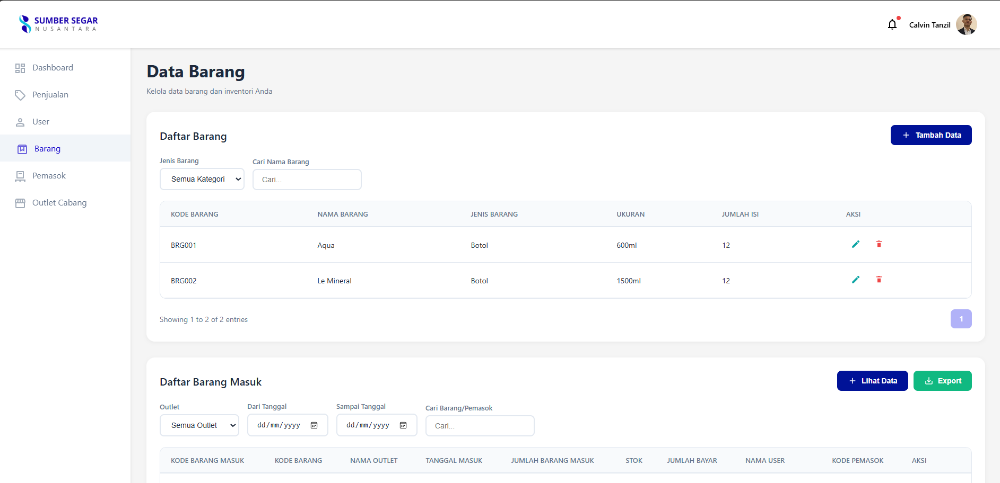 SUMBER SEGAR
NUSANTARA
Calvin Tanzil
Dashboard
Penjualan
User
Barang
Pemasok
Outlet Cabang
Data Barang
Kelola data barang dan inventori Anda
Daftar Barang
+ Tambah Data
Jenis Barang
Cari Nama Barang
Semua Kategori
Cari...
KODE BARANG NAMA BARANG JENIS BARANG UKURAN JUMLAH ISI AKSI
BRG001 Aqua Botol 600ml 12
BRG002 Le Mineral Botol 1500ml 12
Showing 1 to 2 of 2 entries
1
Daftar Barang Masuk
+ Lihat Data
Export
Outlet
Dari Tanggal
Sampai Tanggal
Cari Barang/Pemasok
Semua Outlet
dd/mm/yyyy
dd/mm/yyyy
Cari...
KODE BARANG MASUK KODE BARANG NAMA OUTLET TANGGAL MASUK JUMLAH BARANG MASUK STOK JUMLAH BAYAR NAMA USER KODE PEMASOK AKSI